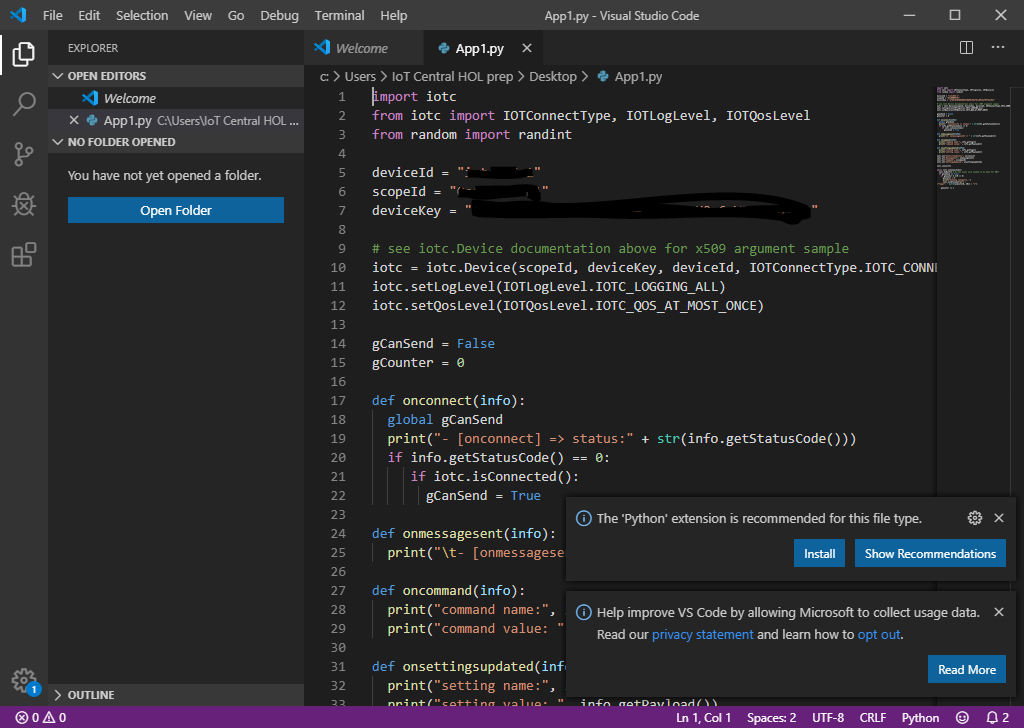 File Edit Selection View Go Debug Terminal Help App1.py - Visual Studio Code
EXPLORER
OPEN EDITORS
Welcome
App1.py C:\Users\IoT Central HOL ...
NO FOLDER OPENED
You have not yet opened a folder.
Open Folder
OUTLINE
Welcome App1.py
c: > Users > IoT Central HOL prep > Desktop > App1.py
1 import iotc
2 from iotc import IOTConnectType, IOTLogLevel, IOTQosLevel
3 from random import randint
4
5 deviceId = "
6 scopeId = "
7 deviceKey = "
8
9 # see iotc.Device documentation above for x509 argument sample
10 iotc = iotc.Device(scopeId, deviceKey, deviceId, IOTConnectType.IOTC_CONN
11 iotc.setLogLevel(IOTLogLevel.IOTC_LOGGING_ALL)
12 iotc.setQosLevel(IOTQosLevel.IOTC_QOS_AT_MOST_ONCE)
13
14 gCanSend = False
15 gCounter = 0
16
17 def onconnect(info):
18 global gCanSend
19 print("- [onconnect] => status:" + str(info.getStatusCode()))
20 if info.getStatusCode() == 0:
21 if iotc.isConnected():
22 gCanSend = True
23
24 def onmessagesent(info):
25 print("\t- [onmessagese
26
27 def oncommand(info):
28 print("command name:",
29 print("command value: "
30
31 def onsettingsupdated(info
32 print("setting name:",
33 print("setting value: ", info.getPayload())
The 'Python' extension is recommended for this file type.
Install Show Recommendations
Help improve VS Code by allowing Microsoft to collect usage data.
Read our privacy statement and learn how to opt out.
Read More
1
0 0 Ln 1, Col 1 Spaces: 2 UTF-8 CRLF Python 2